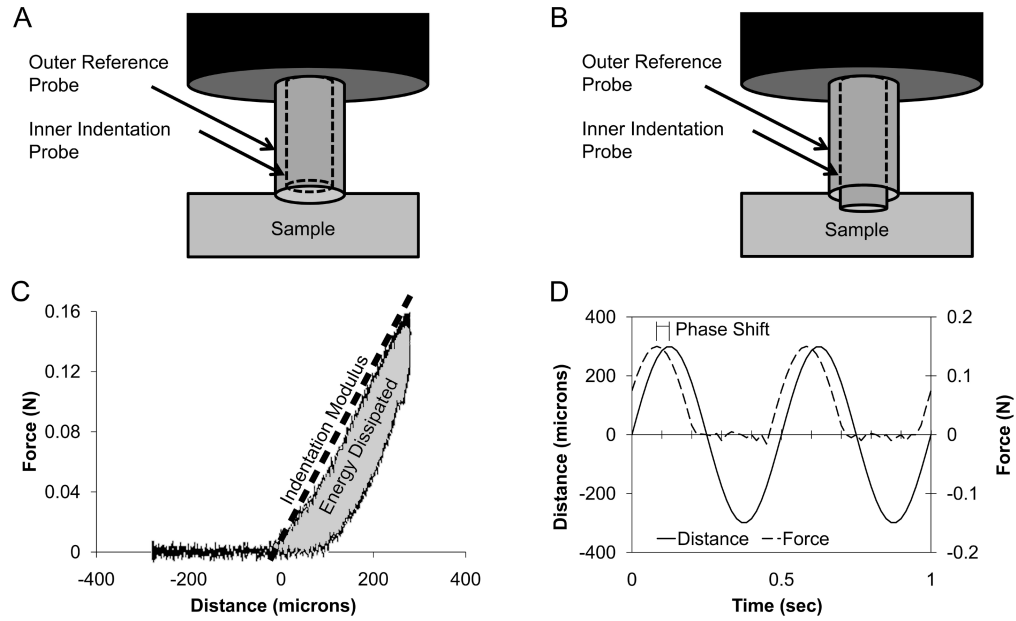 A
Outer Reference
Probe
Inner Indentation
Probe
Sample
B
Outer Reference
Probe
Inner Indentation
Probe
Sample
C
0.16
0.12
0.08
0.04
0
Force (N)
Indentation Modulus
Energy Dissipated
-400
-200
0
200
400
Distance (microns)
D
400
200
0
-200
-400
Distance (microns)
Phase Shift
0.2
0.1
0
-0.1
-0.2
Force (N)
Distance
Force
0
0.5
1
Time (sec)